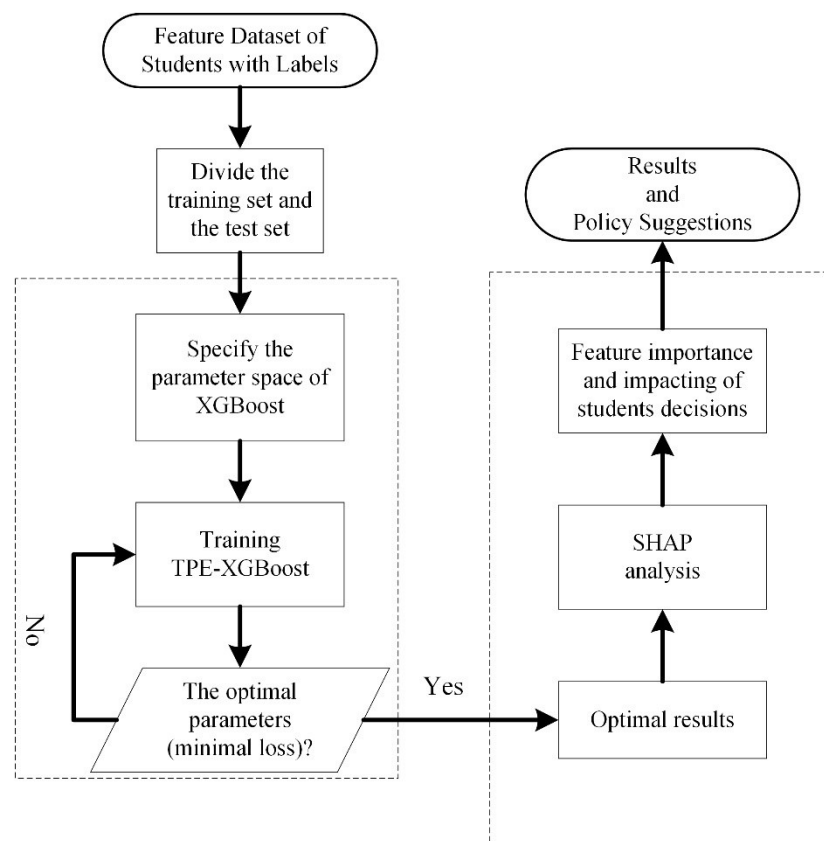 Feature Dataset of
Students with Labels
Divide the
training set and
the test set
Specify the
parameter space of
XGBoost
Training
TPE-XGBoost
No
The optimal
parameters
(minimal loss)?
Yes
Results
and
Policy Suggestions
Feature importance
and impacting of
students decisions
SHAP
analysis
Optimal results